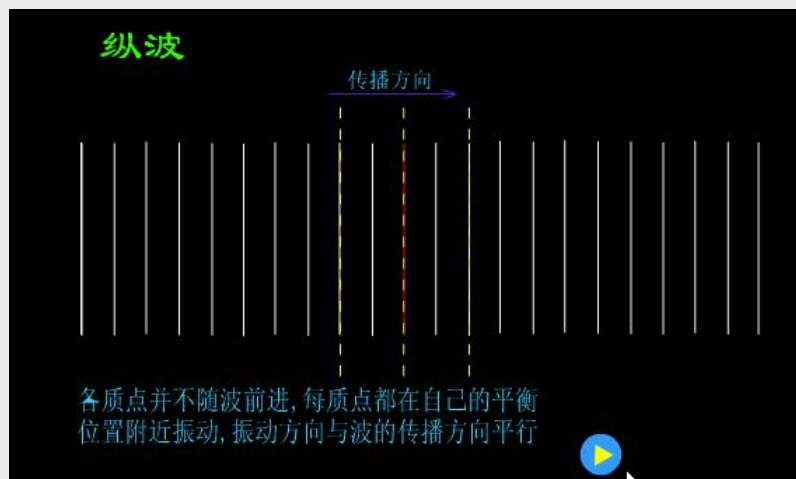 纵波
传播方向
各质点并不随波前进,每质点都在自己的平衡
位置附近振动,振动方向与波的传播方向平行